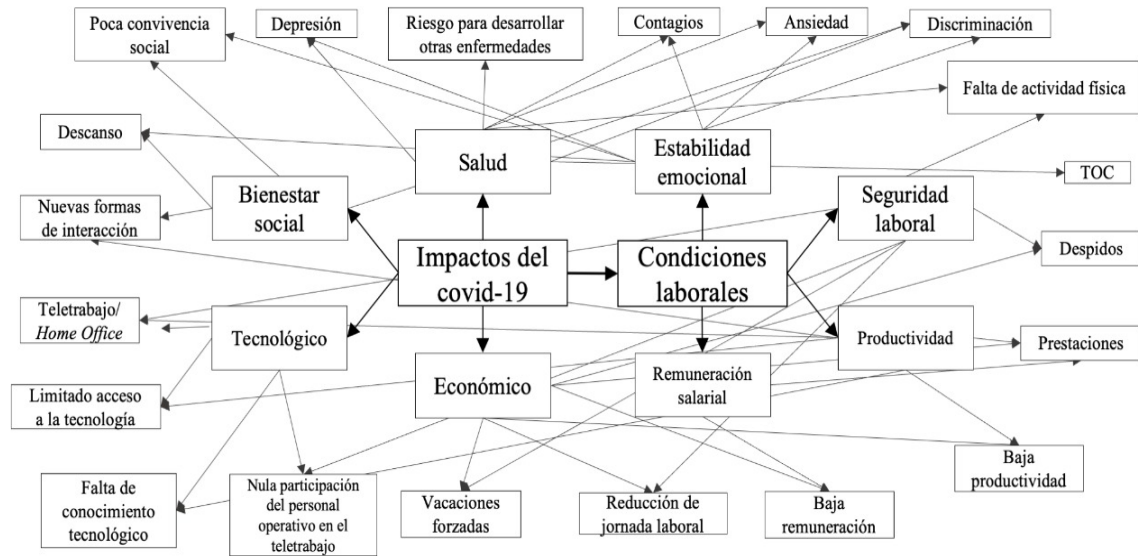 Poca convivencia
social
Depresión
Riesgo para desarrollar
otras enfermedades
Contagios
Ansiedad
Discriminación
Falta de actividad física
Descanso
Salud
Estabilidad
emocional
TOC
Bienestar
social
Seguridad
laboral
Nuevas formas
de interacción
Impactos del
covid-19
Condiciones
laborales
Despidos
Teletrabajo/
Home Office
Tecnológico
Productividad
Prestaciones
Económico
Remuneración
salarial
Limitado acceso
a la tecnología
Baja
productividad
Falta de
conocimiento
tecnológico
Nula participación
del personal
operativo en el
teletrabajo
Vacaciones
forzadas
Reducción de
jornada laboral
Baja
remuneración